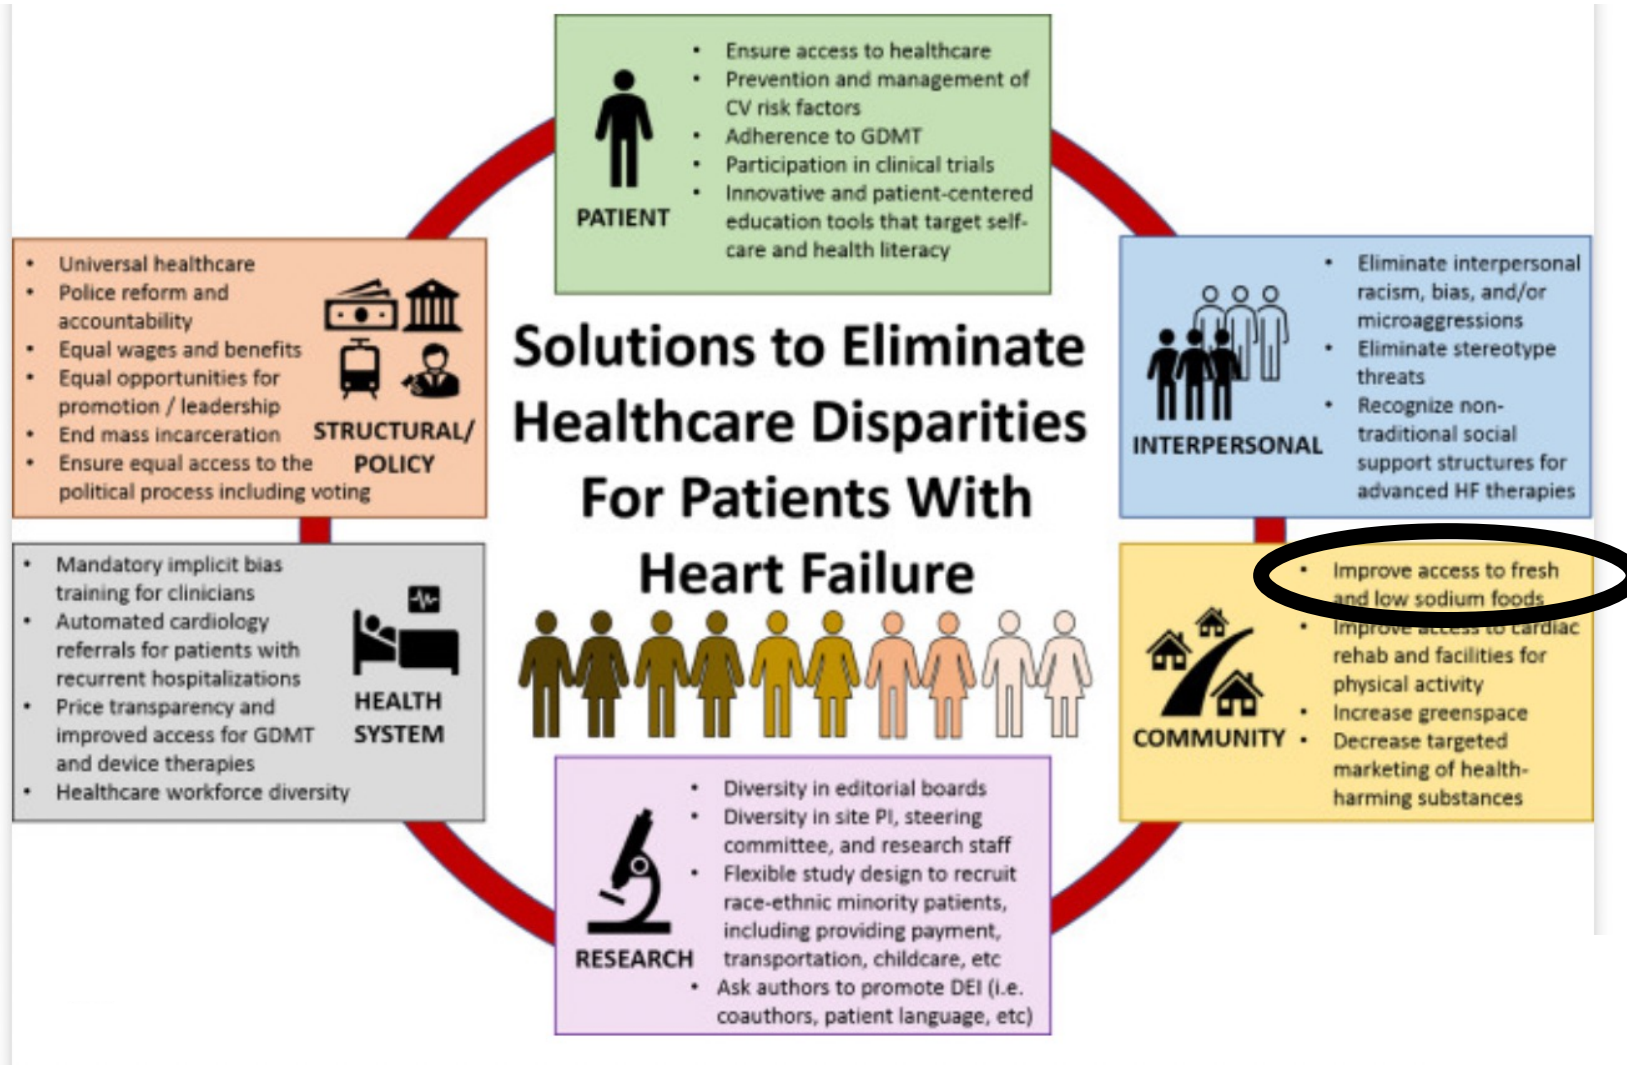 • Ensure access to healthcare
• Prevention and management of
CV risk factors
• Adherence to GDMT
• Participation in clinical trials
• Innovative and patient-centered
education tools that target self-
care and health literacy
PATIENT
• Universal healthcare
• Police reform and
accountability
• Equal wages and benefits
• Equal opportunities for
promotion / leadership
• End mass incarceration
• Ensure equal access to the
political process including voting
STRUCTURAL/
POLICY
Solutions to Eliminate
Healthcare Disparities
For Patients With
Heart Failure
• Eliminate interpersonal
racism, bias, and/or
microaggressions
• Eliminate stereotype
threats
• Recognize non-
traditional social
support structures for
advanced HF therapies
INTERPERSONAL
• Mandatory implicit bias
training for clinicians
• Automated cardiology
referrals for patients with
recurrent hospitalizations
• Price transparency and
improved access for GDMT
and device therapies
• Healthcare workforce diversity
HEALTH
SYSTEM
• Improve access to fresh
and low sodium foods
• Improve access to cardiac
rehab and facilities for
physical activity
• Increase greenspace
• Decrease targeted
marketing of health-
harming substances
COMMUNITY
• Diversity in editorial boards
• Diversity in site PI, steering
committee, and research staff
• Flexible study design to recruit
race-ethnic minority patients,
including providing payment,
transportation, childcare, etc
• Ask authors to promote DEI (i.e.
coauthors, patient language, etc)
RESEARCH